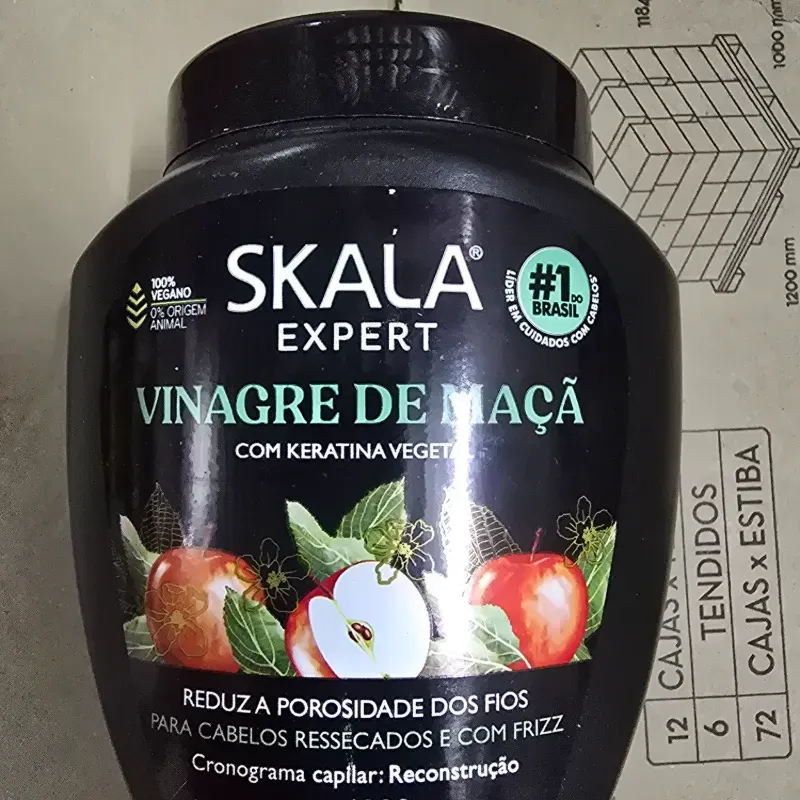 SKALA®
EXPERT
100%
VEGANO
0% ORIGEM
ANIMAL
#1 DO
BRASIL
LÍDER EM CUIDADOS COM CABELOS
VINAGRE DE MAÇÃ
COM KERATINA VEGETAL
REDUZ A POROSIDADE DOS FIOS
PARA CABELOS RESSECADOS E COM FRIZZ
Cronograma capilar: Reconstrução
1000 mm
1200 mm
12 CAJAS x
6 TENDIDOS
72 CAJAS x ESTIBA